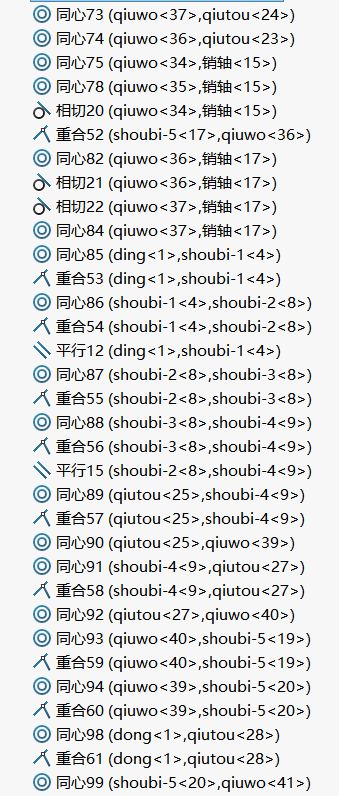 同心73 (qiuwo<37>,qiutou<24>)
同心74 (qiuwo<36>,qiutou<23>)
同心75 (qiuwo<34>,销轴<15>)
同心78 (qiuwo<35>,销轴<15>)
相切20 (qiuwo<34>,销轴<15>)
重合52 (shoubi-5<17>,qiuwo<36>)
同心82 (qiuwo<36>,销轴<17>)
相切21 (qiuwo<36>,销轴<17>)
相切22 (qiuwo<37>,销轴<17>)
同心84 (qiuwo<37>,销轴<17>)
同心85 (ding<1>,shoubi-1<4>)
重合53 (ding<1>,shoubi-1<4>)
同心86 (shoubi-1<4>,shoubi-2<8>)
重合54 (shoubi-1<4>,shoubi-2<8>)
平行12 (ding<1>,shoubi-1<4>)
同心87 (shoubi-2<8>,shoubi-3<8>)
重合55 (shoubi-2<8>,shoubi-3<8>)
同心88 (shoubi-3<8>,shoubi-4<9>)
重合56 (shoubi-3<8>,shoubi-4<9>)
平行15 (shoubi-2<8>,shoubi-4<9>)
同心89 (qiutou<25>,shoubi-4<9>)
重合57 (qiutou<25>,shoubi-4<9>)
同心90 (qiutou<25>,qiuwo<39>)
同心91 (shoubi-4<9>,qiutou<27>)
重合58 (shoubi-4<9>,qiutou<27>)
同心92 (qiutou<27>,qiuwo<40>)
同心93 (qiuwo<40>,shoubi-5<19>)
重合59 (qiuwo<40>,shoubi-5<19>)
同心94 (qiuwo<39>,shoubi-5<20>)
重合60 (qiuwo<39>,shoubi-5<20>)
同心98 (dong<1>,qiutou<28>)
重合61 (dong<1>,qiutou<28>)
同心99 (shoubi-5<20>,qiuwo<41>)